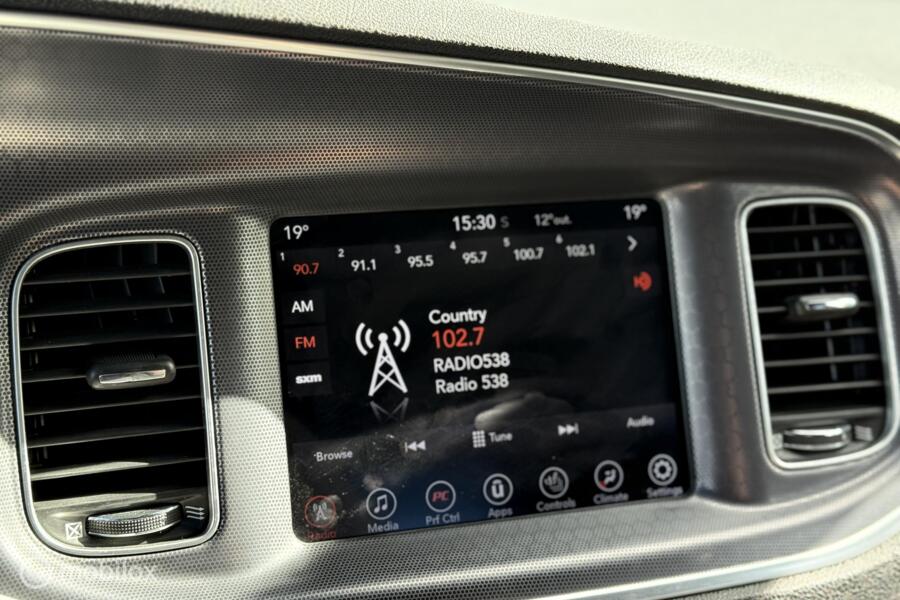 19° 15:30 S 12°out. 19°
1 90.7 2 91.1 3 95.5 4 95.7 5 100.7 6 102.1
AM
FM
sxm
Country
102.7
RADIO538
Radio 538
Browse Tune Audio
Radio Media PC Prf Ctrl Apps Controls Climate Settings
mobilox